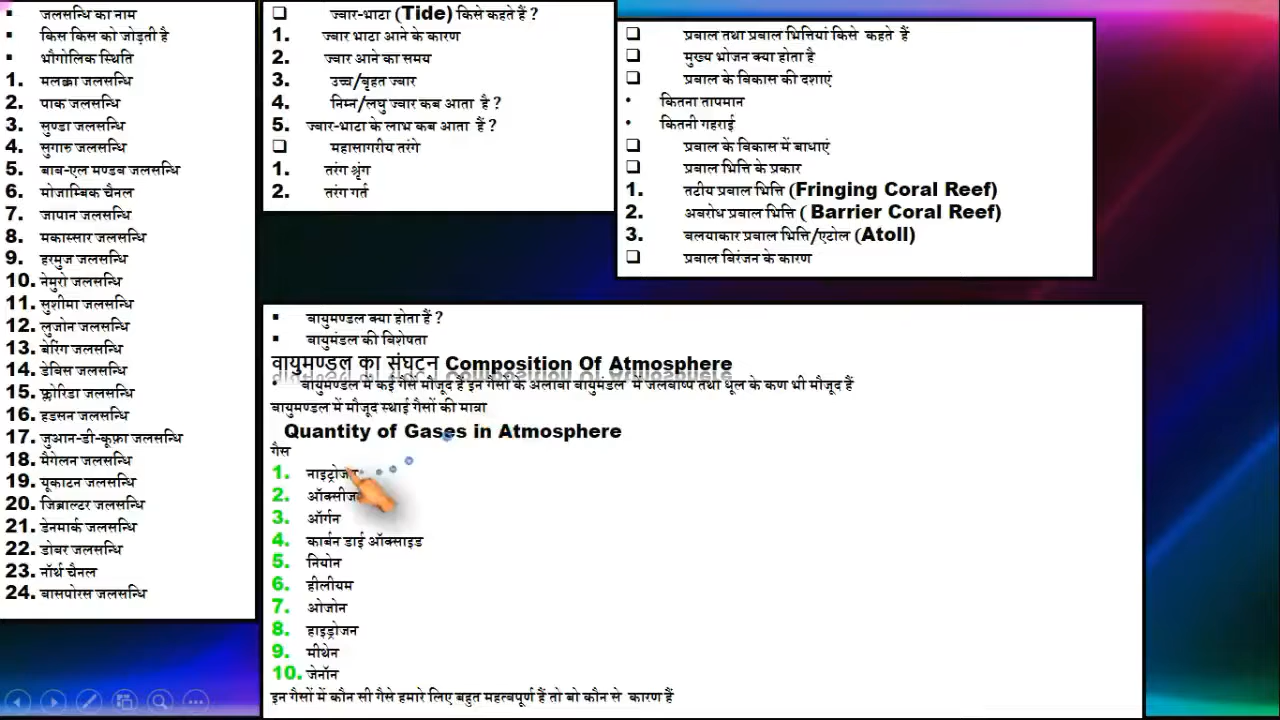 ▪ जलसन्धि का नाम
▪ किस किस को जोड़ती है
▪ भौगोलिक स्थिति
1. मलक्का जलसन्धि
2. पाक जलसन्धि
3. सुण्डा जलसन्धि
4. सुगारु जलसन्धि
5. बाब-एल मण्डब जलसन्धि
6. मोजाम्बिक चैनल
7. जापान जलसन्धि
8. मकास्सार जलसन्धि
9. हरमुज जलसन्धि
10. नेमुरो जलसन्धि
11. सुशीमा जलसन्धि
12. लुजोन जलसन्धि
13. बेरिंग जलसन्धि
14. डेबिस जलसन्धि
15. फ़्लोरिडा जलसन्धि
16. हडसन जलसन्धि
17. जुआन-डी-कूफ़ा जलसन्धि
18. मैगेलन जलसन्धि
19. यूकाटन जलसन्धि
20. जिब्राल्टर जलसन्धि
21. डेनमार्क जलसन्धि
22. डोबर जलसन्धि
23. नॉर्थ चैनल
24. बासपोरस जलसन्धि
❑ ज्वार-भाटा (Tide) किसे कहते हैं ?
1. ज्वार भाटा आने के कारण
2. ज्वार आने का समय
3. उच्च/बृहत ज्वार
4. निम्न/लघु ज्वार कब आता है ?
5. ज्वार-भाटा के लाभ कब आता हैं ?
❑ महासागरीय तरंगे
1. तरंग श्रृंग
2. तरंग गर्त
❑ प्रवाल तथा प्रवाल भित्तियां किसे कहते हैं
❑ मुख्य भोजन क्या होता है
❑ प्रवाल के विकास की दशाएं
• कितना तापमान
• कितनी गहराई
❑ प्रवाल के विकास में बाधाएं
❑ प्रवाल भित्ति के प्रकार
1. तटीय प्रवाल भित्ति (Fringing Coral Reef)
2. अबरोध प्रवाल भित्ति ( Barrier Coral Reef)
3. बलयाकार प्रवाल भित्ति/एटोल (Atoll)
❑ प्रवाल बिरंजन के कारण
▪ बायुमण्डल क्या होता हैं ?
▪ बायुमंडल की बिशेषता
वायुमण्डल का संघटन Composition Of Atmosphere
• बायुमण्डल में कई गैसे मौजूद हैं इन गैसों के अलाबा बायुमंडल में जलबाष्प तथा धूल के कण भी मौजूद हैं
बायुमण्डल में मौजूद स्थाई गैसों की मात्रा
Quantity of Gases in Atmosphere
गैस
1. नाइट्रोजन
2. ऑक्सीजन
3. ऑर्गन
4. कार्बन डाई ऑक्साइड
5. नियोन
6. हीलीयम
7. ओजोन
8. हाइड्रोजन
9. मीथेन
10. जेनॉन
इन गैसों में कौन सी गैसे हमारे लिए बहुत महत्बपूर्ण हैं तो बो कौन से कारण हैं